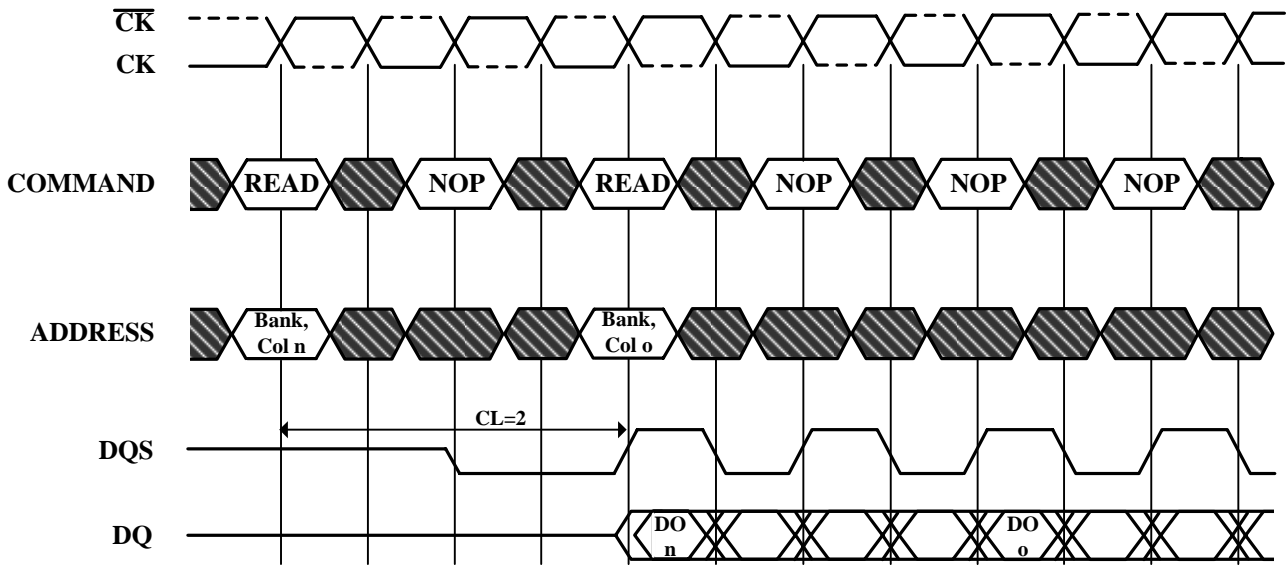 C̅K̅
CK
COMMAND
READ
NOP
READ
NOP
NOP
NOP
ADDRESS
Bank,
Col n
Bank,
Col o
CL=2
DQS
DQ
DO
n
DO
o